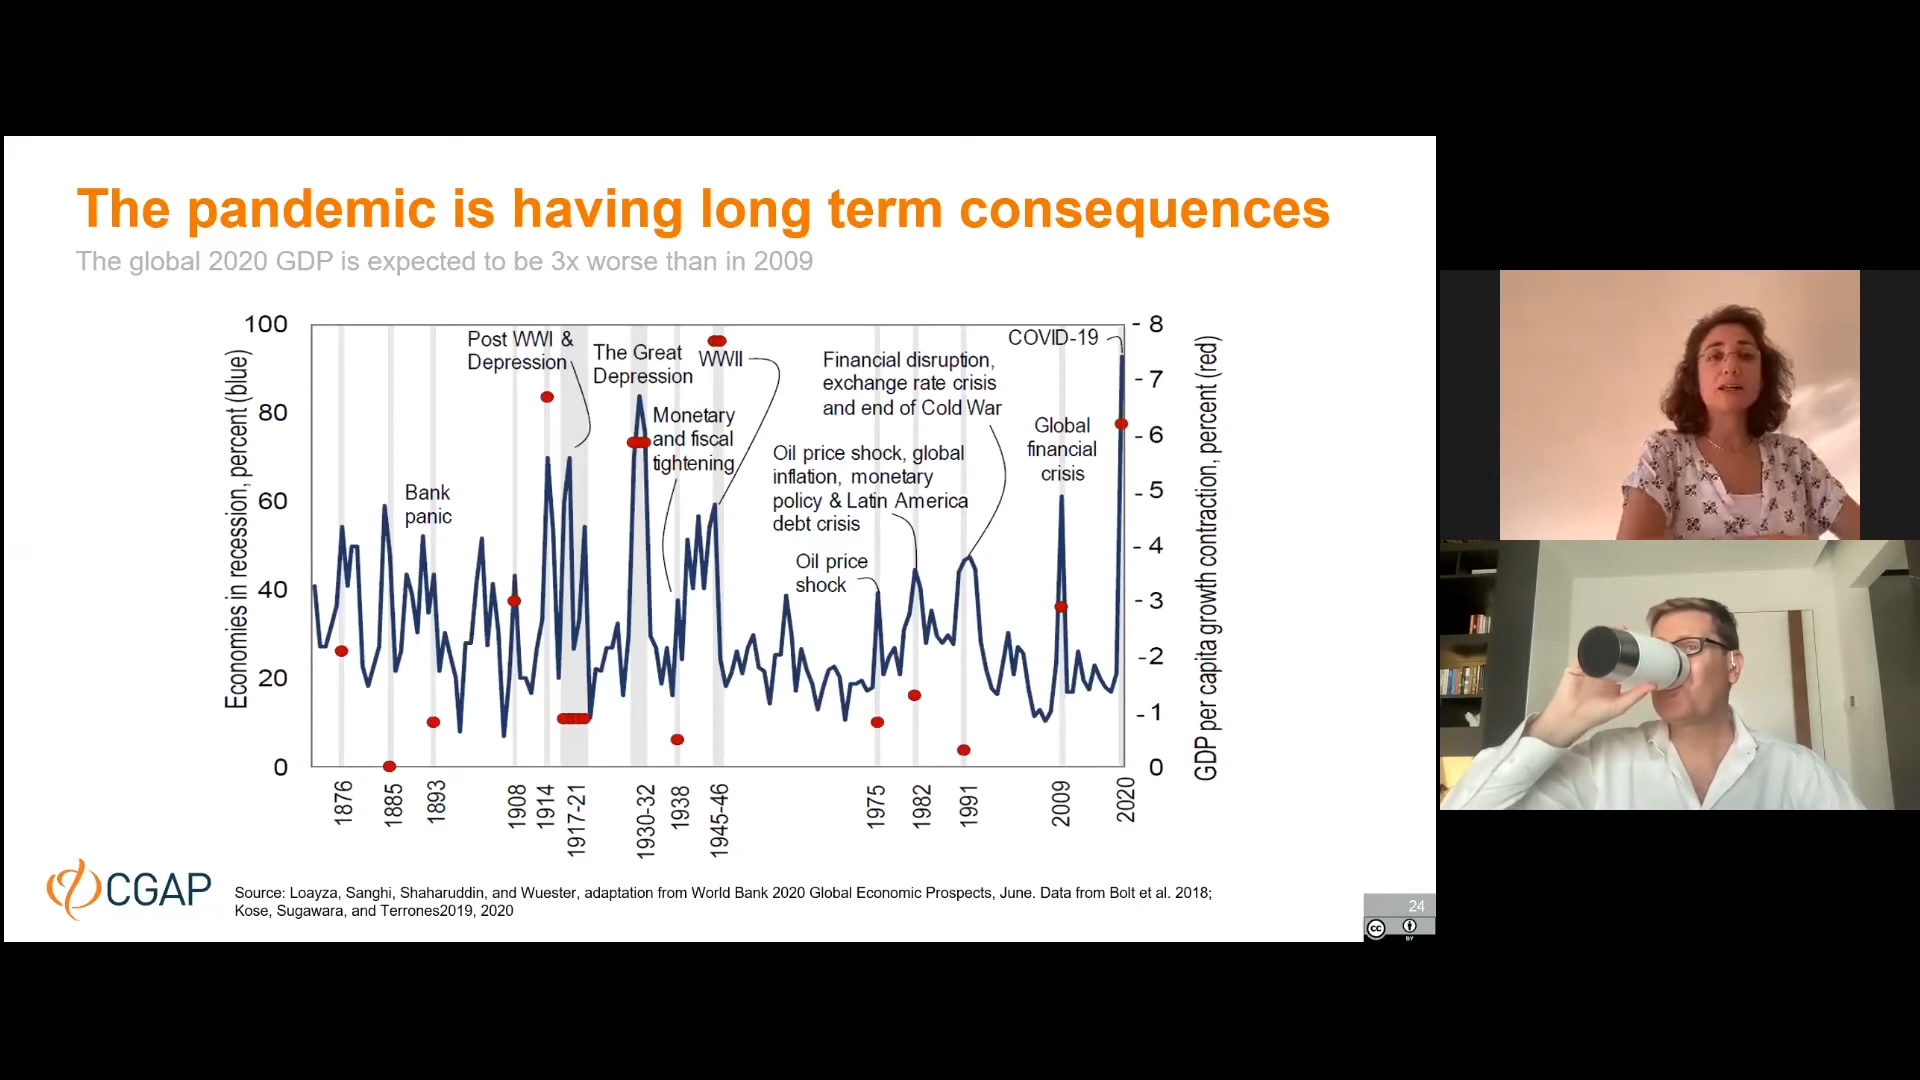 The pandemic is having long term consequences
The global 2020 GDP is expected to be 3x worse than in 2009
Economies in recession, percent (blue)
100
80
60
40
20
0
Bank
panic
Post WWI &
Depression
The Great
Depression
Monetary
and fiscal
tightening
WWII
Financial disruption,
exchange rate crisis
and end of Cold War
Oil price shock, global
inflation, monetary
policy & Latin America
debt crisis
Oil price
shock
Global
financial
crisis
COVID-19
- 8
- 7
- 6
- 5
- 4
- 3
-2
-1
0
GDP per capita growth contraction, percent (red)
1876
1885
1893
1908
1914
1917-21
1930-32
1938
1945-46
1975
1982
1991
2009
2020
CGAP
Source: Loayza, Sanghi, Shaharuddin, and Wuester, adaptation from World Bank 2020 Global Economic Prospects, June. Data from Bolt et al. 2018;
Kose, Sugawara, and Terrones2019, 2020
24
cc
BY